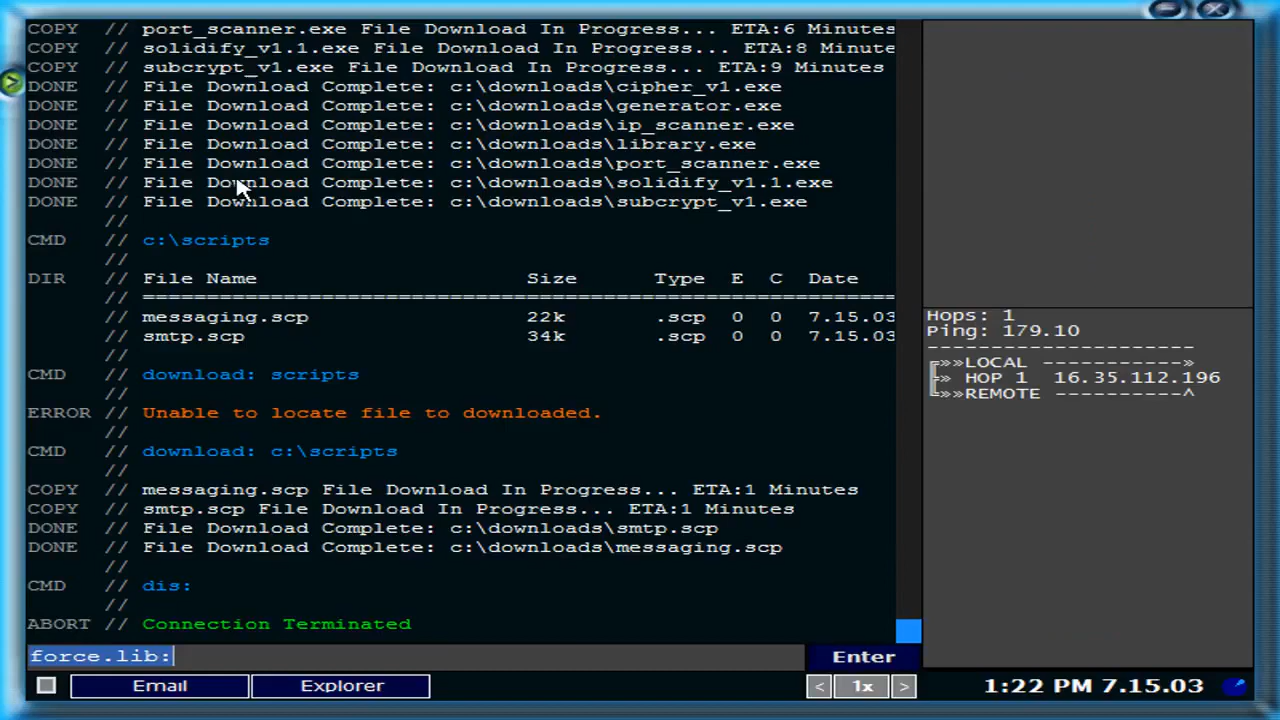 COPY // port_scanner.exe File Download In Progress... ETA:6 Minutes
COPY // solidify_v1.1.exe File Download In Progress... ETA:8 Minute
COPY // subcrypt_v1.exe File Download In Progress... ETA:9 Minutes
DONE // File Download Complete: c:\downloads\cipher_v1.exe
DONE // File Download Complete: c:\downloads\generator.exe
DONE // File Download Complete: c:\downloads\ip_scanner.exe
DONE // File Download Complete: c:\downloads\library.exe
DONE // File Download Complete: c:\downloads\port_scanner.exe
DONE // File Download Complete: c:\downloads\solidify_v1.1.exe
DONE // File Download Complete: c:\downloads\subcrypt_v1.exe
//
CMD // c:\scripts
//
DIR // File Name Size Type E C Date
// ===========================================================
// messaging.scp 22k .scp 0 0 7.15.03
// smtp.scp 34k .scp 0 0 7.15.03
//
CMD // download: scripts
//
ERROR // Unable to locate file to downloaded.
//
CMD // download: c:\scripts
//
COPY // messaging.scp File Download In Progress... ETA:1 Minutes
COPY // smtp.scp File Download In Progress... ETA:1 Minutes
DONE // File Download Complete: c:\downloads\smtp.scp
DONE // File Download Complete: c:\downloads\messaging.scp
//
CMD // dis:
//
ABORT // Connection Terminated
force.lib:
Enter
Email
Explorer
< 1x >
1:22 PM 7.15.03
Hops: 1
Ping: 179.10
---------------------
╔»»LOCAL -----------»
╠» HOP 1 16.35.112.196
╚»»REMOTE ----------^